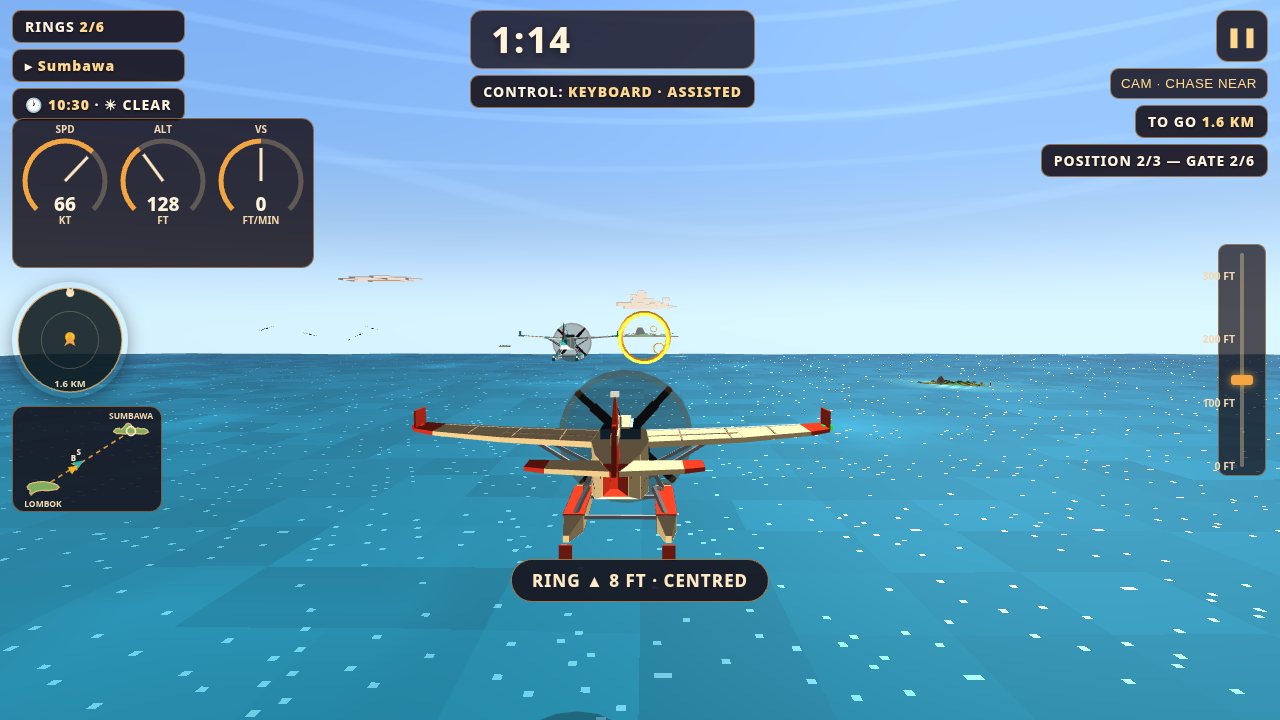 RINGS 2/6
▸ Sumbawa
🕐 10:30 · ☀ CLEAR
SPD
66
KT
ALT
128
FT
VS
0
FT/MIN
1.6 KM
SUMBAWA
S
B
LOMBOK
1:14
CONTROL: KEYBOARD · ASSISTED
CAM · CHASE NEAR
TO GO 1.6 KM
POSITION 2/3 — GATE 2/6
300 FT
200 FT
100 FT
0 FT
RING ▲ 8 FT · CENTRED